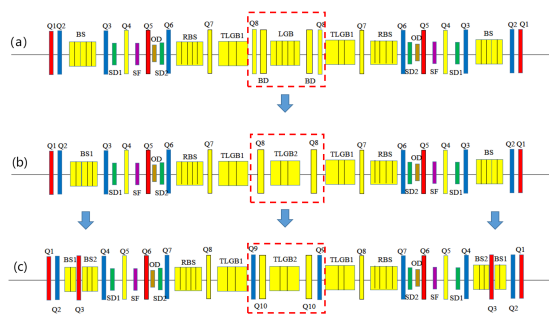 Q1 Q2 BS Q3 Q4 Q5 OD Q6 RBS Q7 TLGB1 Q8 LGB Q8 TLGB1 Q7 RBS Q6 OD Q5 Q4 Q3 BS Q2 Q1
(a)
SD1 SF SD2 BD BD SD2 SF SD1
Q1 Q2 BS1 Q3 Q4 Q5 OD Q6 RBS Q7 TLGB1 Q8 TLGB2 Q8 TLGB1 Q7 RBS Q6 OD Q5 Q4 Q3 BS Q2 Q1
(b)
SD1 SF SD2 SD2 SF SD1
Q1 BS1 BS2 Q4 Q5 Q6 OD Q7 RBS Q8 TLGB1 Q9 TLGB2 Q9 TLGB1 Q8 RBS Q7 OD Q6 Q5 Q4 BS2 BS1 Q1
(c)
Q2 Q3 SD1 SF SD2 Q10 Q10 SD2 SF SD1 Q3 Q2